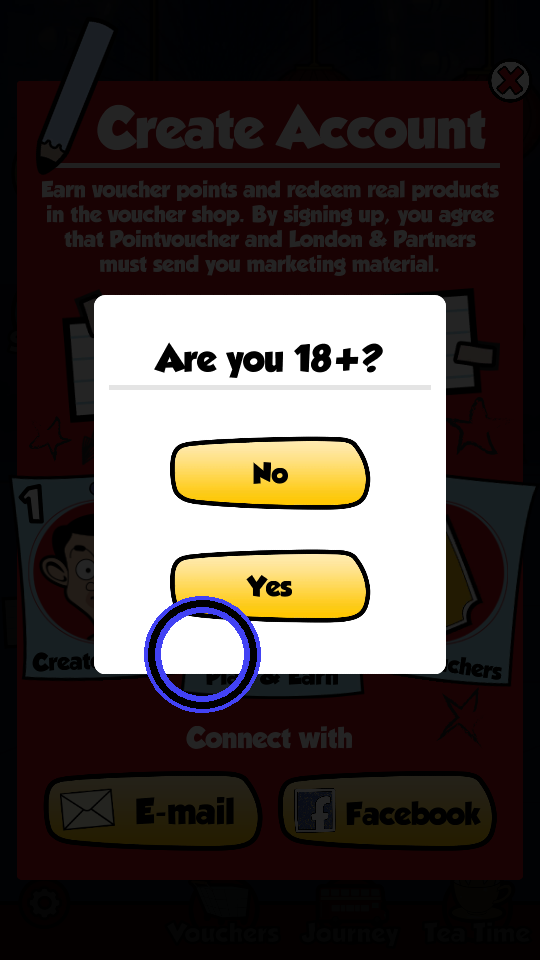 Create Account
Earn voucher points and redeem real products
in the voucher shop. By signing up, you agree
that Pointvoucher and London & Partners
must send you marketing material.
Are you 18+?
No
Yes
1
Connect with
E-mail
Facebook
Vouchers
Journey
Tea Time